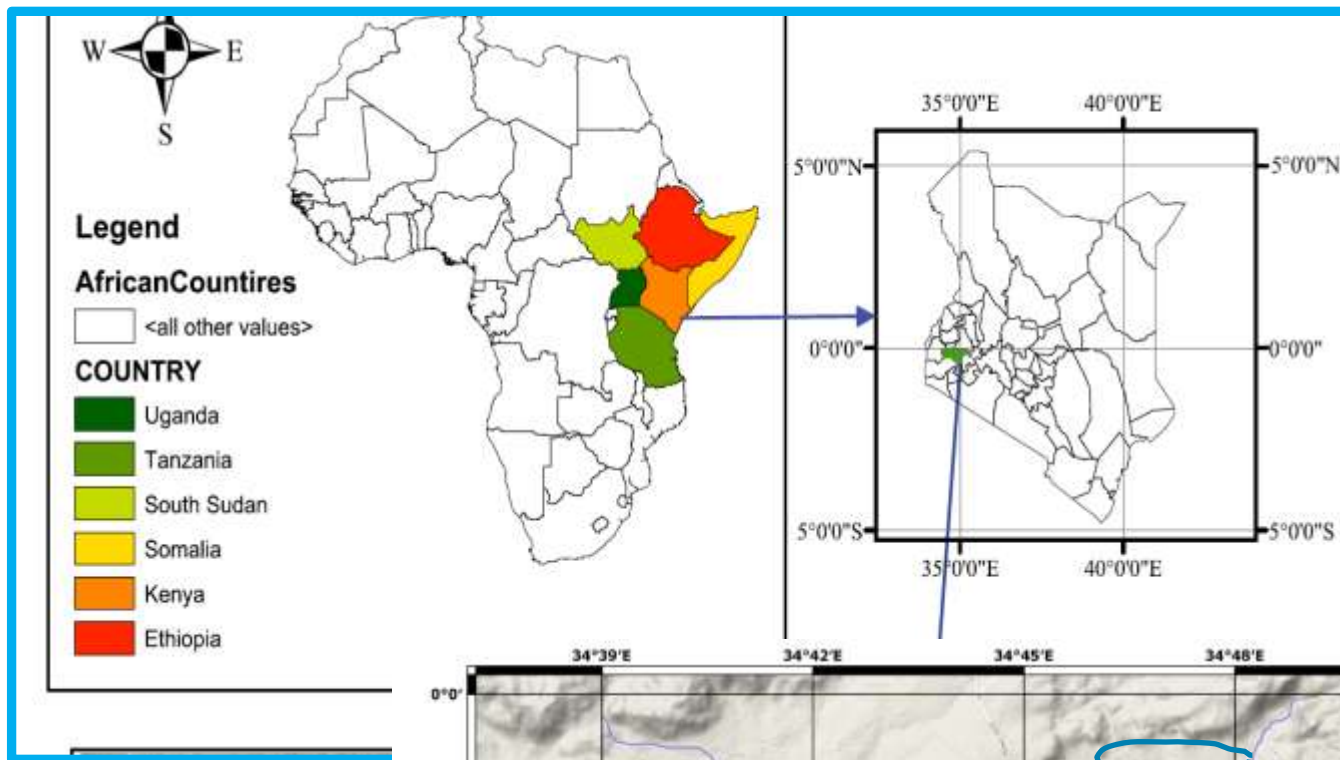 W E
S
Legend
AfricanCountires
<all other values>
COUNTRY
Uganda
Tanzania
South Sudan
Somalia
Kenya
Ethiopia
35°0'0"E 40°0'0"E
5°0'0"N 5°0'0"N
0°0'0" 0°0'0"
5°0'0"S 5°0'0"S
35°0'0"E 40°0'0"E
34°39'E 34°42'E 34°45'E 34°48'E
0°0'